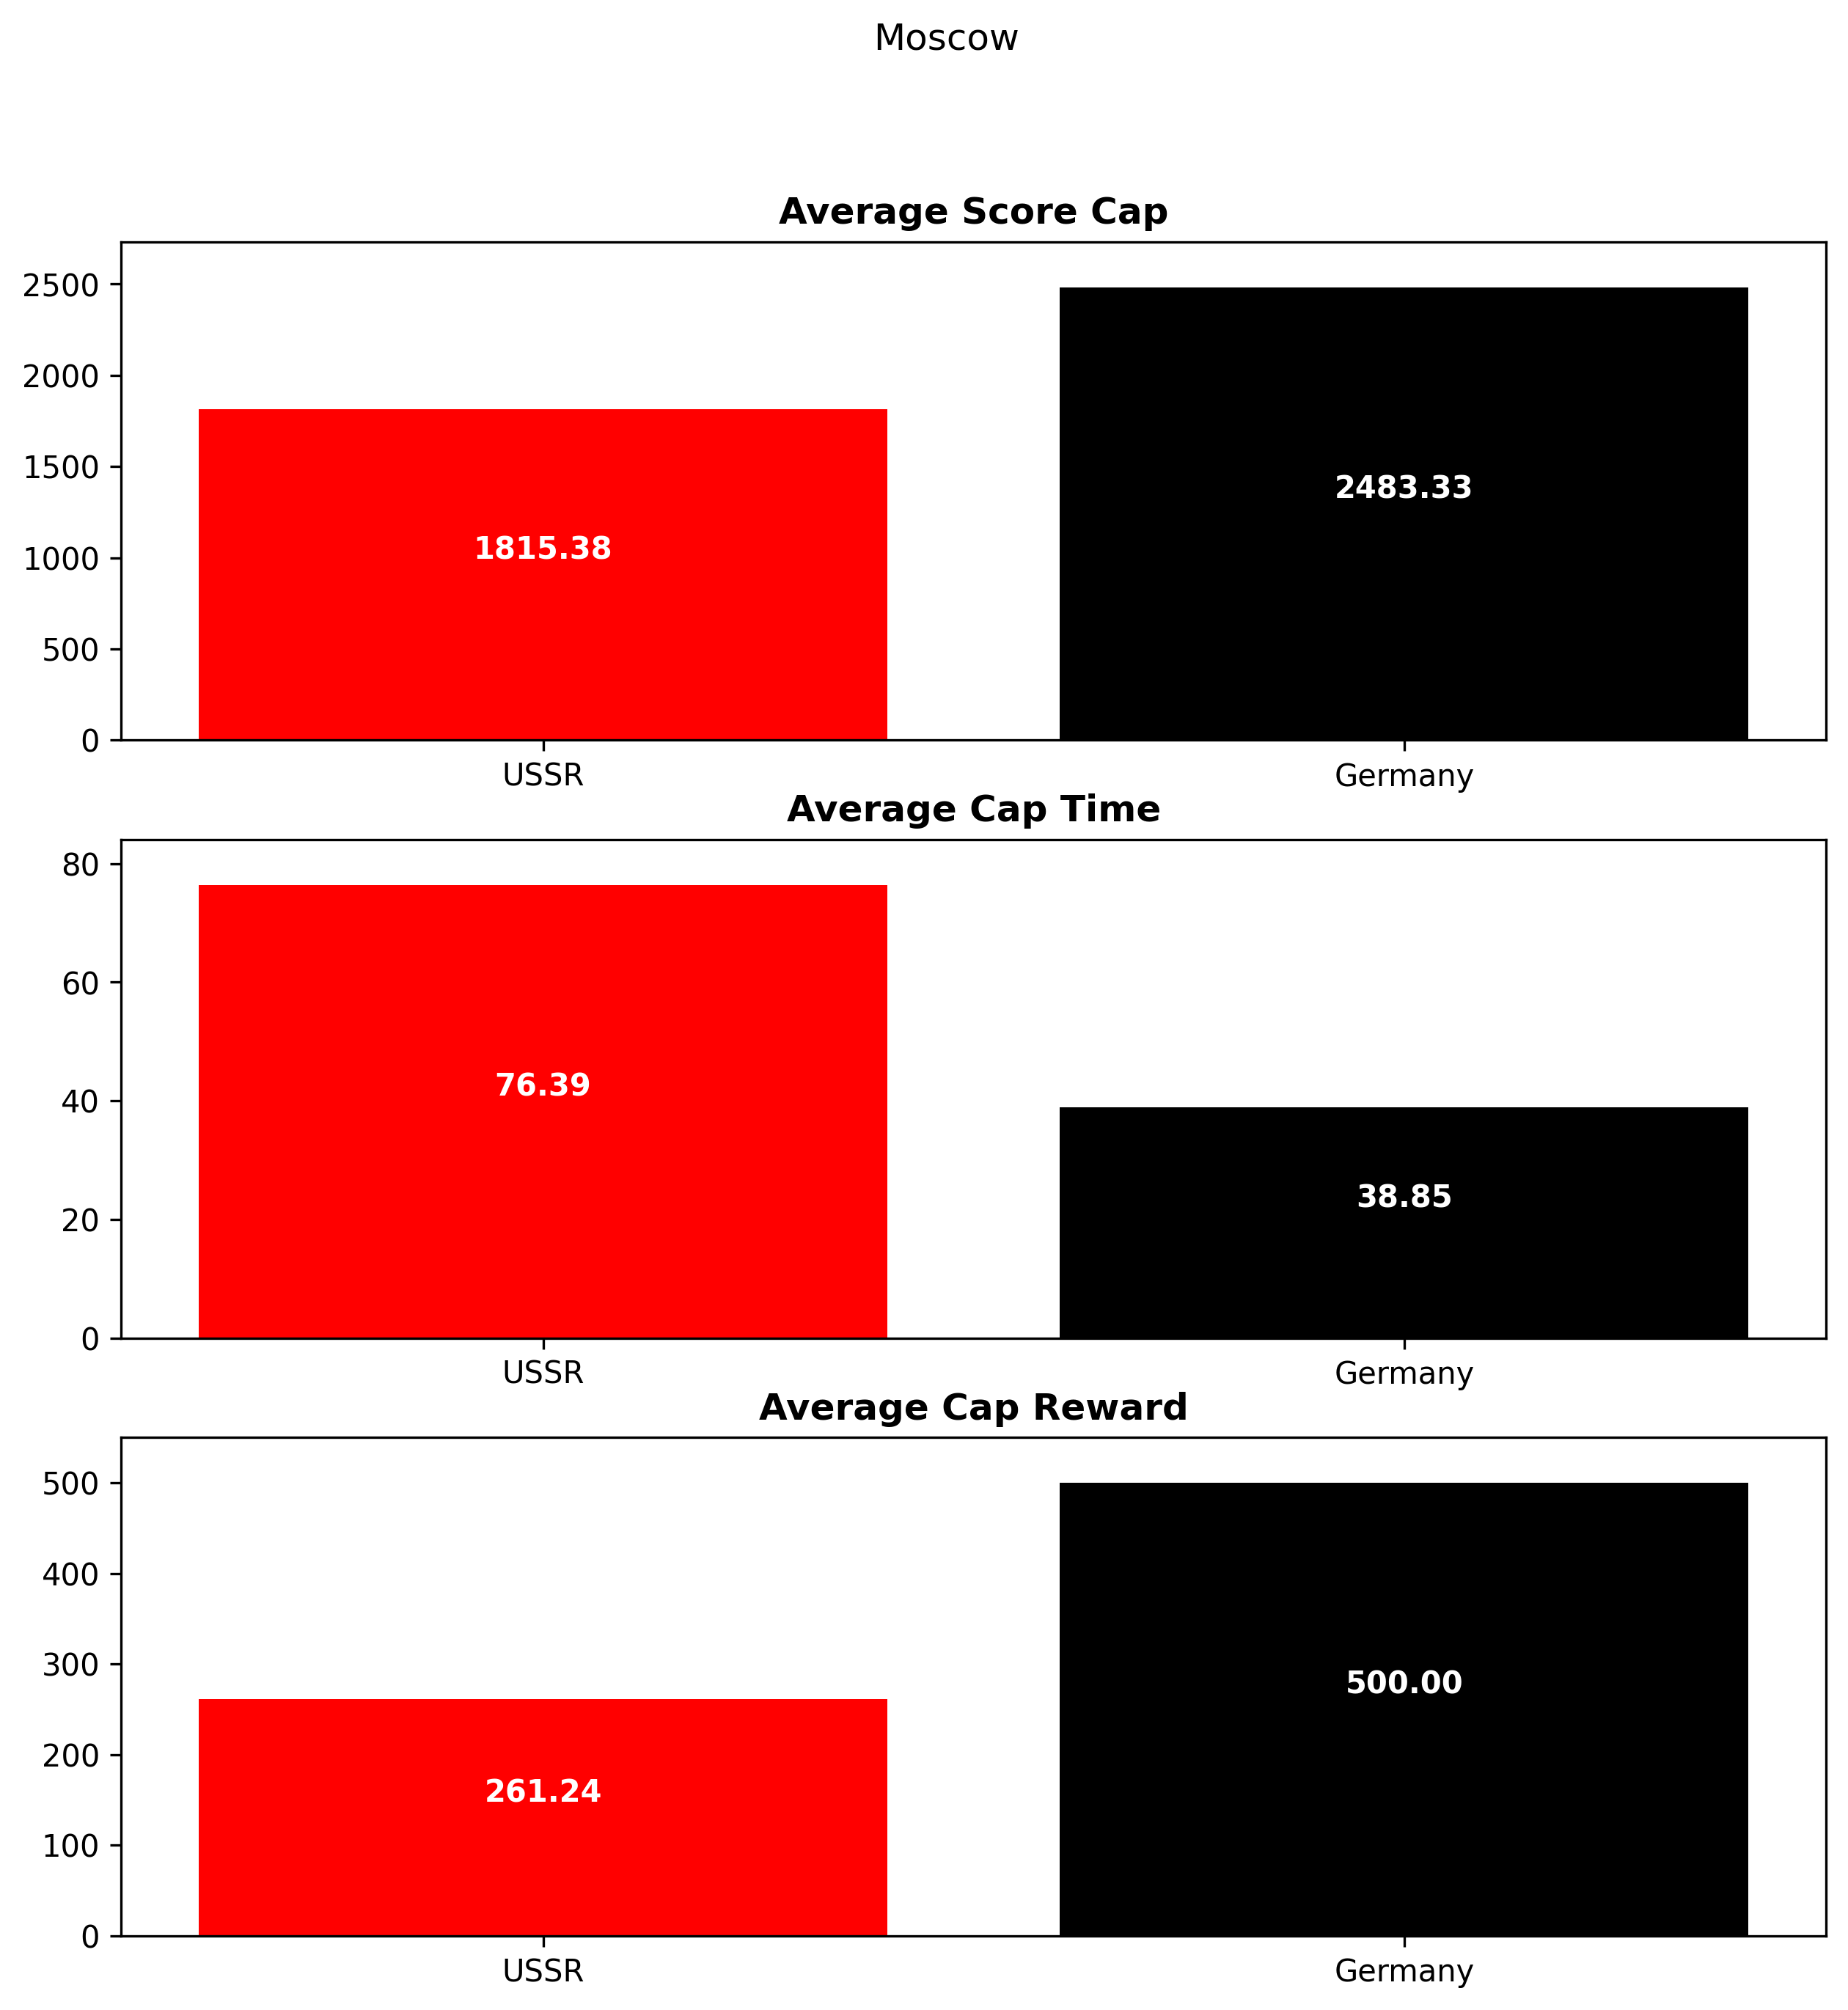 Moscow
Average Score Cap
2500
2000
1500
1000
500
0
1815.38
2483.33
USSR
Germany
Average Cap Time
80
60
40
20
0
76.39
38.85
USSR
Germany
Average Cap Reward
500
400
300
200
100
0
261.24
500.00
USSR
Germany